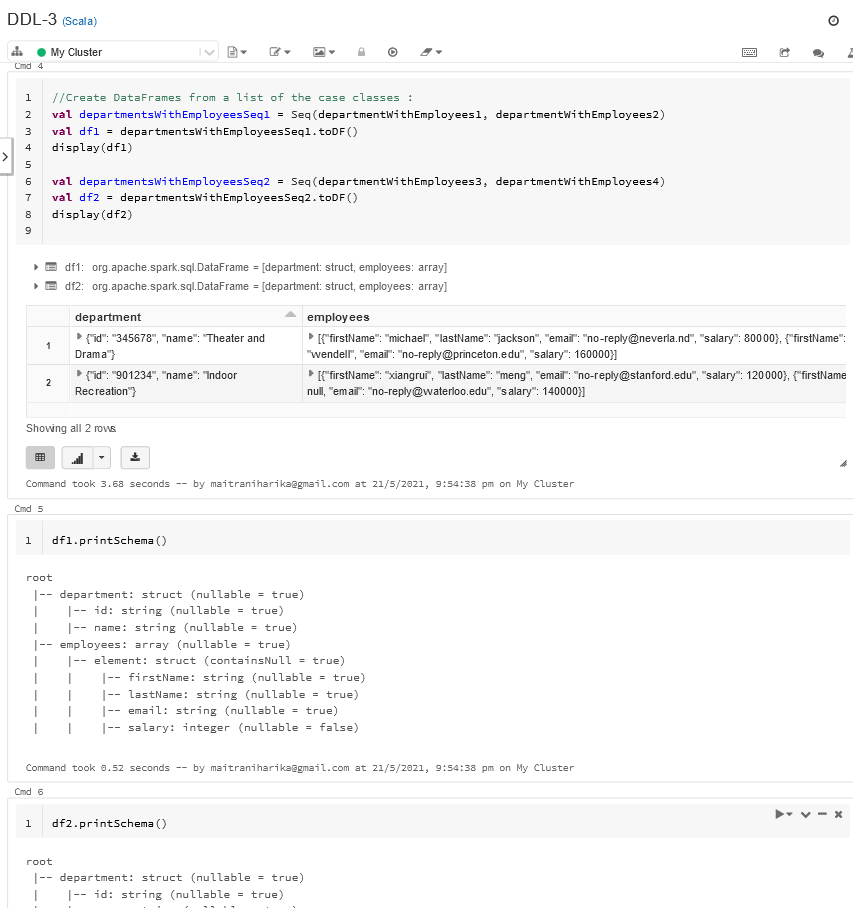 DDL-3 (Scala)
My Cluster
Cmd 4
1 //Create DataFrames from a list of the case classes :
2 val departmentsWithEmployeesSeq1 = Seq(departmentWithEmployees1, departmentWithEmployees2)
3 val df1 = departmentsWithEmployeesSeq1.toDF()
4 display(df1)
5
6 val departmentsWithEmployeesSeq2 = Seq(departmentWithEmployees3, departmentWithEmployees4)
7 val df2 = departmentsWithEmployeesSeq2.toDF()
8 display(df2)
9
df1: org.apache.spark.sql.DataFrame = [department: struct, employees: array]
df2: org.apache.spark.sql.DataFrame = [department: struct, employees: array]
department employees
1 {"id": "345678", "name": "Theater and [{"firstName": "michael", "lastName": "jackson", "email": "no-reply@neverla.nd", "salary": 80000}, {"firstName":
Drama"} "wendell", "email": "no-reply@princeton.edu", "salary": 160000}]
2 {"id": "901234", "name": "Indoor [{"firstName": "xiangrui", "lastName": "meng", "email": "no-reply@stanford.edu", "salary": 120000}, {"firstName
Recreation"} null, "email": "no-reply@waterloo.edu", "salary": 140000}]
Showing all 2 rows.
Command took 3.68 seconds -- by maitraniharika@gmail.com at 21/5/2021, 9:54:38 pm on My Cluster
Cmd 5
1 df1.printSchema()
root
|-- department: struct (nullable = true)
| |-- id: string (nullable = true)
| |-- name: string (nullable = true)
|-- employees: array (nullable = true)
| |-- element: struct (containsNull = true)
| | |-- firstName: string (nullable = true)
| | |-- lastName: string (nullable = true)
| | |-- email: string (nullable = true)
| | |-- salary: integer (nullable = false)
Command took 0.52 seconds -- by maitraniharika@gmail.com at 21/5/2021, 9:54:38 pm on My Cluster
Cmd 6
1 df2.printSchema()
root
|-- department: struct (nullable = true)
| |-- id: string (nullable = true)